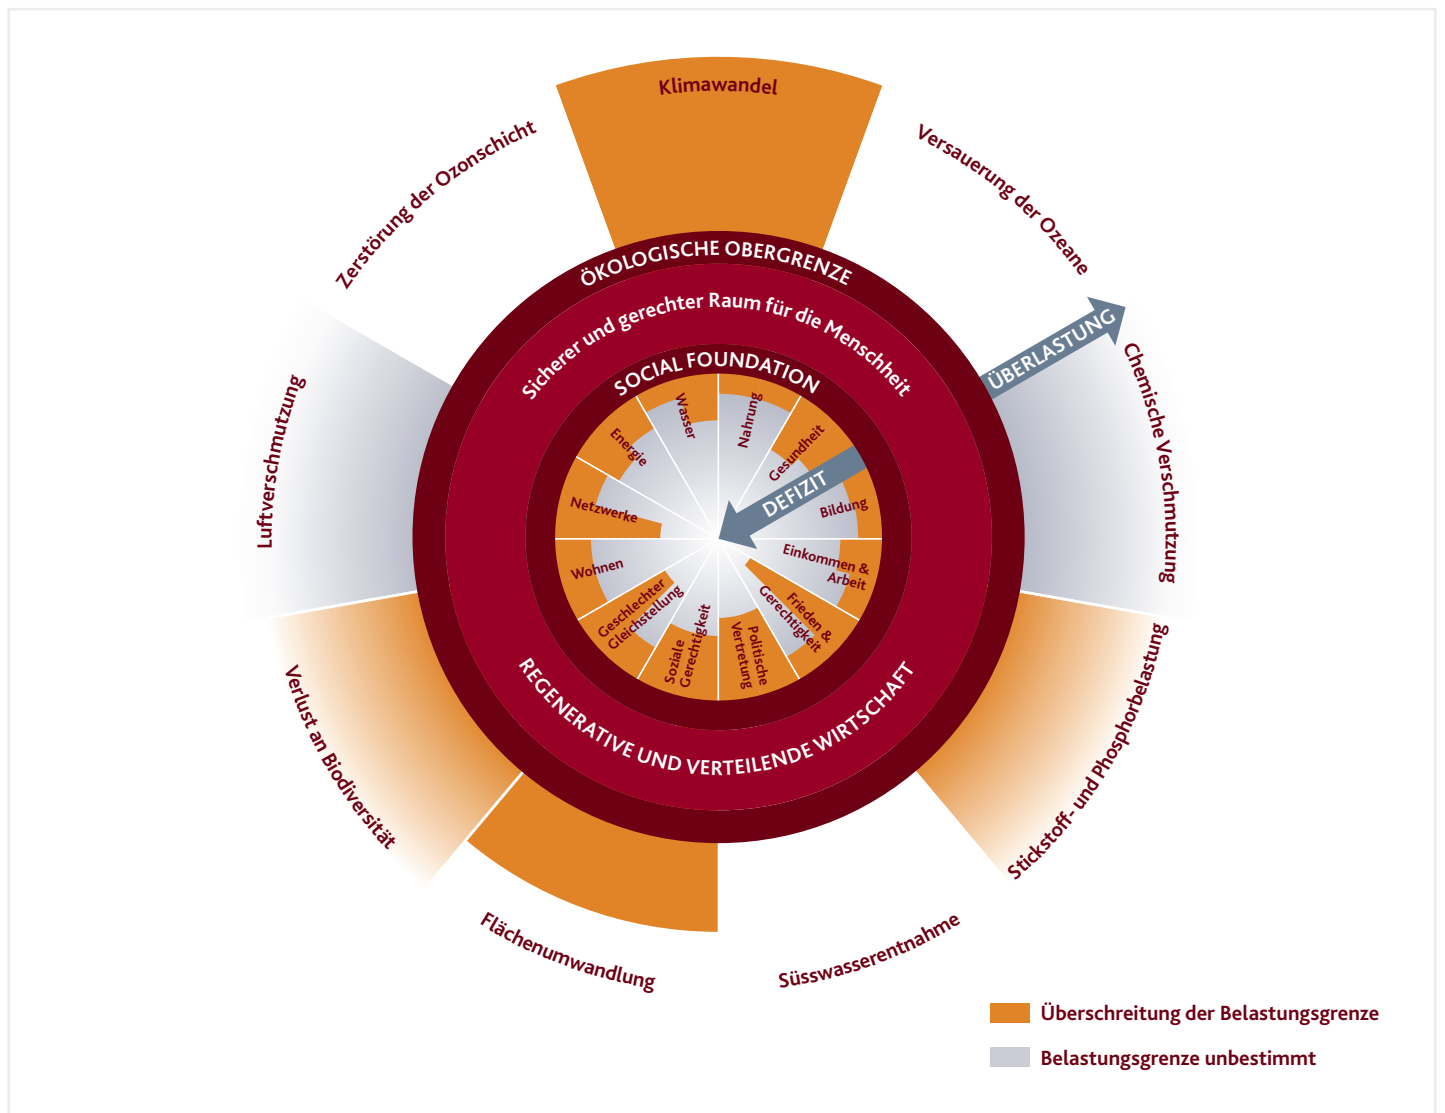 Klimawandel
Versauerung der Ozeane
ÜBERLASTUNG
Chemische Verschmutzung
Stickstoff- und Phosphorbelastung
Süsswasserentnahme
Flächenumwandlung
Verlust an Biodiversität
Luftverschmutzung
Zerstörung der Ozonschicht
ÖKOLOGISCHE OBERGRENZE
Sicherer und gerechter Raum für die Menschheit
SOCIAL FOUNDATION
Nahrung
Gesundheit
DEFIZIT
Bildung
Einkommen &
Arbeit
Frieden &
Gerechtigkeit
Politische
Vertretung
Soziale
Gerechtigkeit
Geschlechter
Gleichstellung
Wohnen
Netzwerke
Energie
Wasser
REGENERATIVE UND VERTEILENDE WIRTSCHAFT
Überschreitung der Belastungsgrenze
Belastungsgrenze unbestimmt